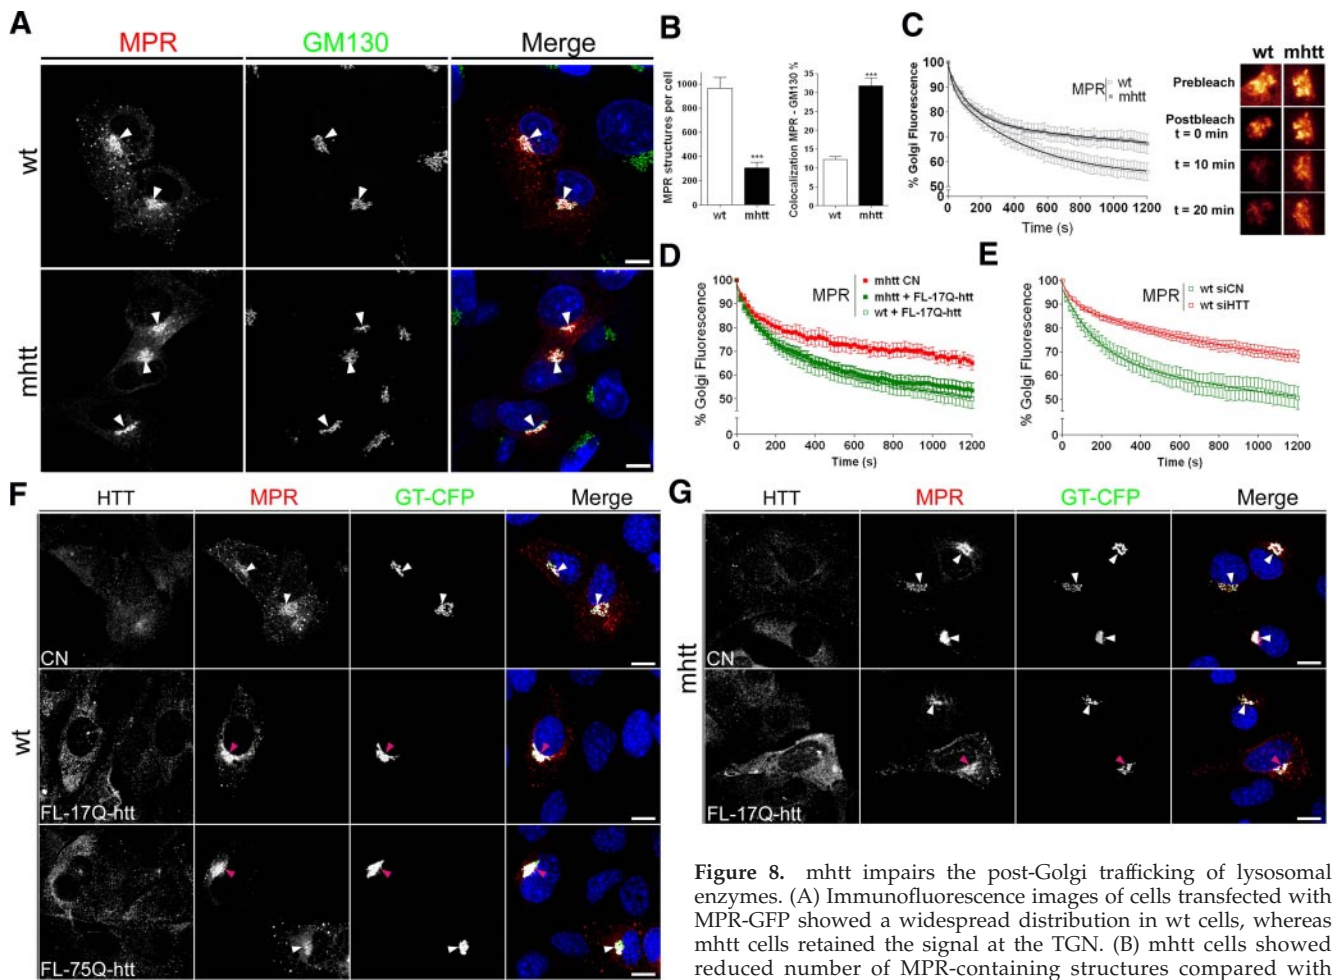 A
MPR
GM130
Merge
wt
mhtt
B
MPR structures per cell
1000
800
600
400
200
0
***
wt
mhtt
Colocalization MPR - GM130 %
35
30
25
20
15
10
5
0
***
wt
mhtt
C
% Golgi Fluorescence
100
90
80
70
60
50
0
MPR
wt
mhtt
0 200 400 600 800 1000 1200
Time (s)
wt mhtt
Prebleach
Postbleach
t = 0 min
t = 10 min
t = 20 min
D
% Golgi Fluorescence
100
90
80
70
60
50
0
MPR
mhtt CN
mhtt + FL-17Q-htt
wt + FL-17Q-htt
0 200 400 600 800 1000 1200
Time (s)
E
% Golgi Fluorescence
100
90
80
70
60
50
0
MPR
wt siCN
wt siHTT
0 200 400 600 800 1000 1200
Time (s)
F
HTT
MPR
GT-CFP
Merge
wt
CN
FL-17Q-htt
FL-75Q-htt
G
HTT
MPR
GT-CFP
Merge
mhtt
CN
FL-17Q-htt
Figure 8. mhtt impairs the post-Golgi trafficking of lysosomal
enzymes. (A) Immunofluorescence images of cells transfected with
MPR-GFP showed a widespread distribution in wt cells, whereas
mhtt cells retained the signal at the TGN. (B) mhtt cells showed
reduced number of MPR-containing structures compared with